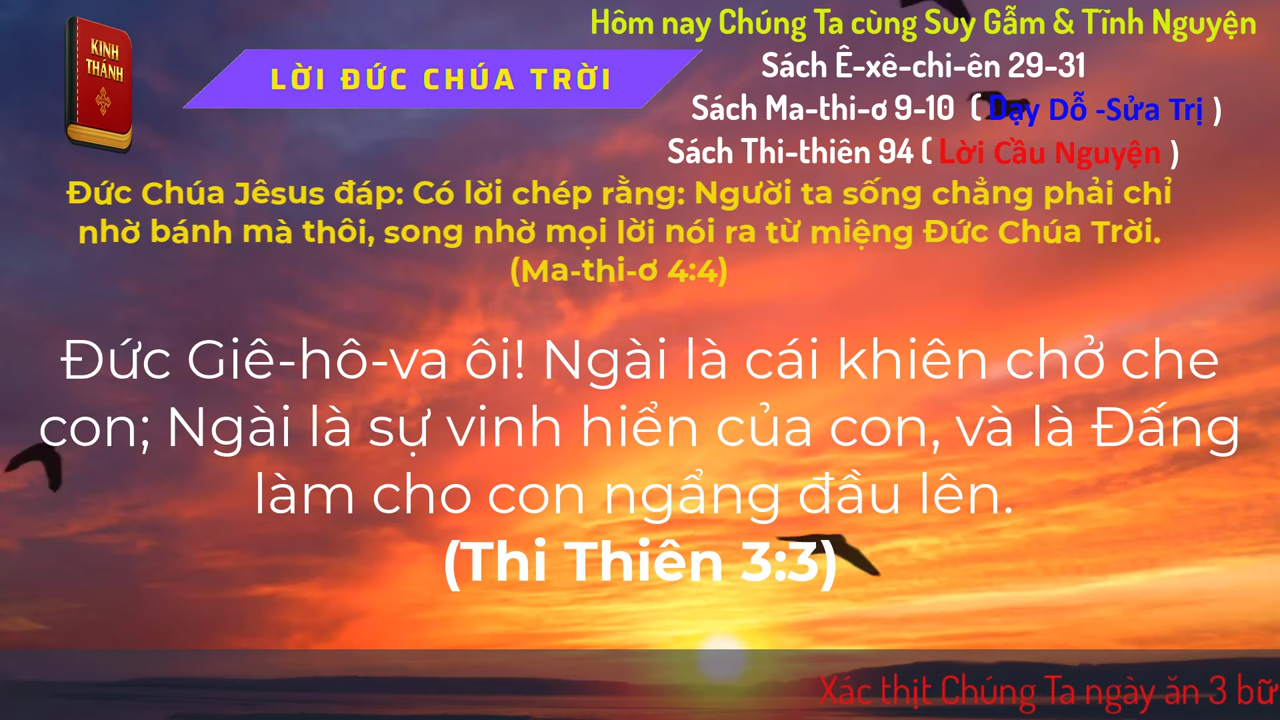 Hôm nay Chúng Ta cùng Suy Gẫm & Tĩnh Nguyện
KINH
THÁNH
LỜI ĐỨC CHÚA TRỜI
Sách Ê-xê-chi-ên 29-31
Sách Ma-thi-ơ 9-10 ( Dạy Dỗ -Sửa Trị )
Sách Thi-thiên 94 ( Lời Cầu Nguyện )
Đức Chúa Jêsus đáp: Có lời chép rằng: Người ta sống chẳng phải chỉ
nhờ bánh mà thôi, song nhờ mọi lời nói ra từ miệng Đức Chúa Trời.
(Ma-thi-ơ 4:4)
Đức Giê-hô-va ôi! Ngài là cái khiên chở che
con; Ngài là sự vinh hiển của con, và là Đấng
làm cho con ngẩng đầu lên.
(Thi Thiên 3:3)
Xác thịt Chúng Ta ngày ăn 3 bữ